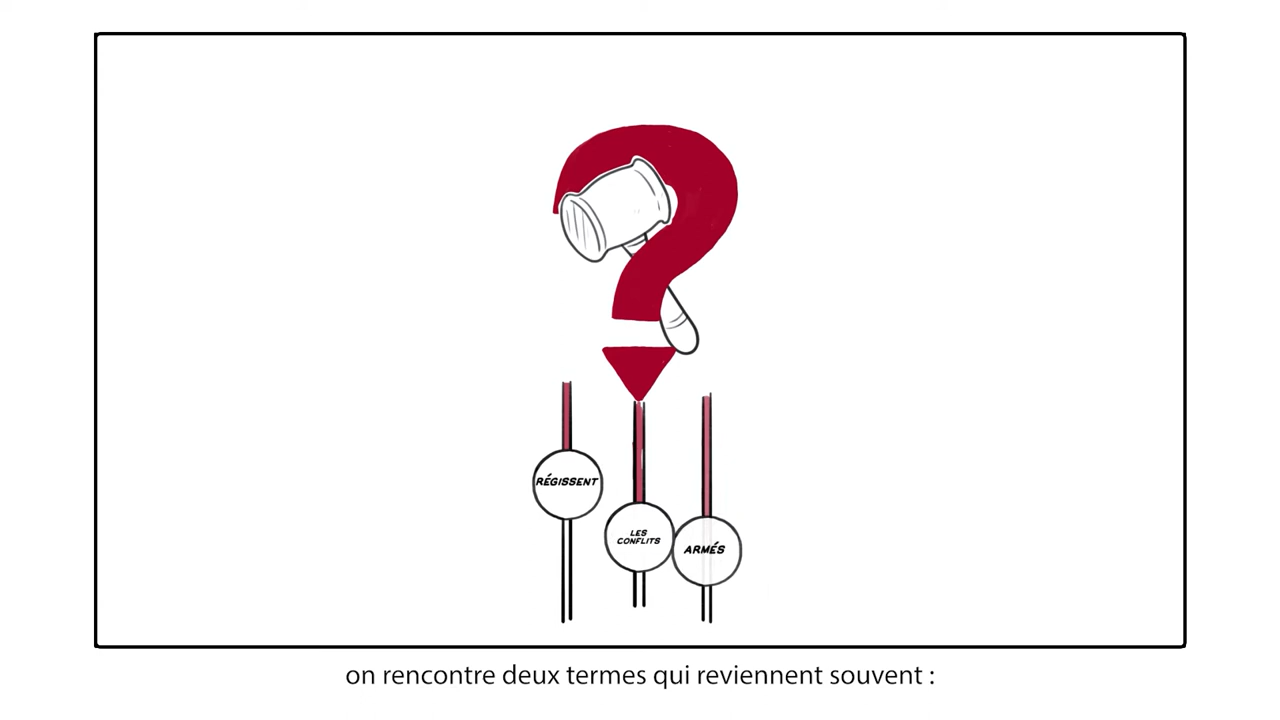 RÉGISSENT
LES
CONFLITS
ARMÉS
on rencontre deux termes qui reviennent souvent :